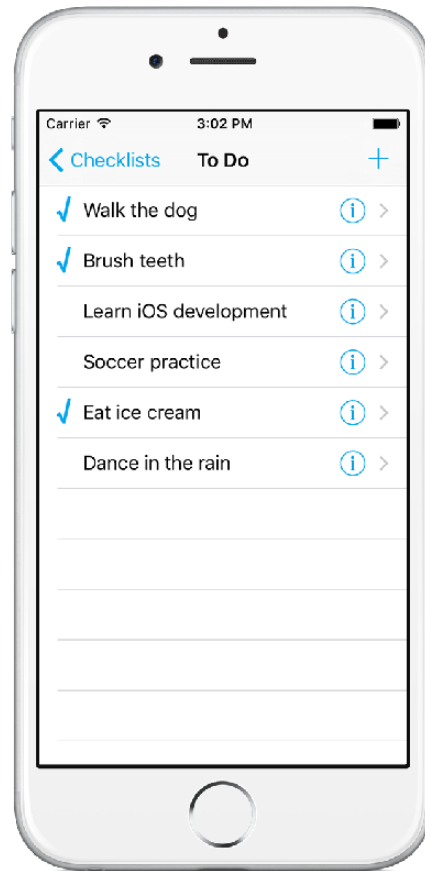 Carrier 3:02 PM
Checklists To Do +
√ Walk the dog i >
√ Brush teeth i >
Learn iOS development i >
Soccer practice i >
√ Eat ice cream i >
Dance in the rain i >